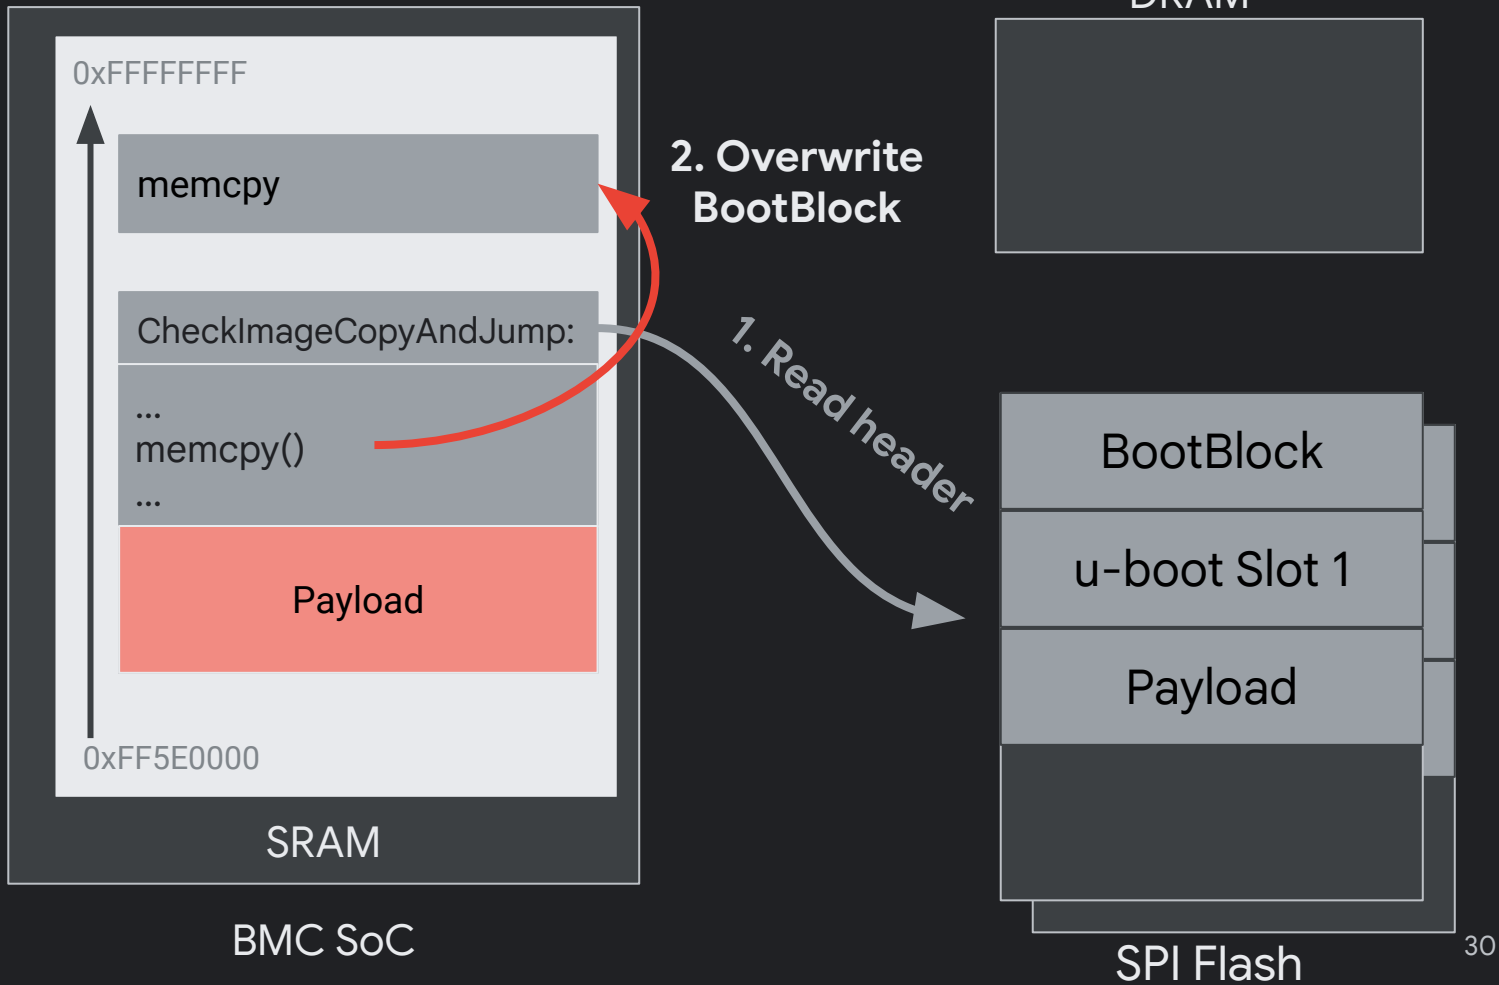 DRAM
0xFFFFFFFF
memcpy
2. Overwrite
BootBlock
CheckImageCopyAndJump:
...
memcpy()
...
Payload
0xFF5E0000
SRAM
BMC SoC
1. Read header
BootBlock
u-boot Slot 1
Payload
SPI Flash
30